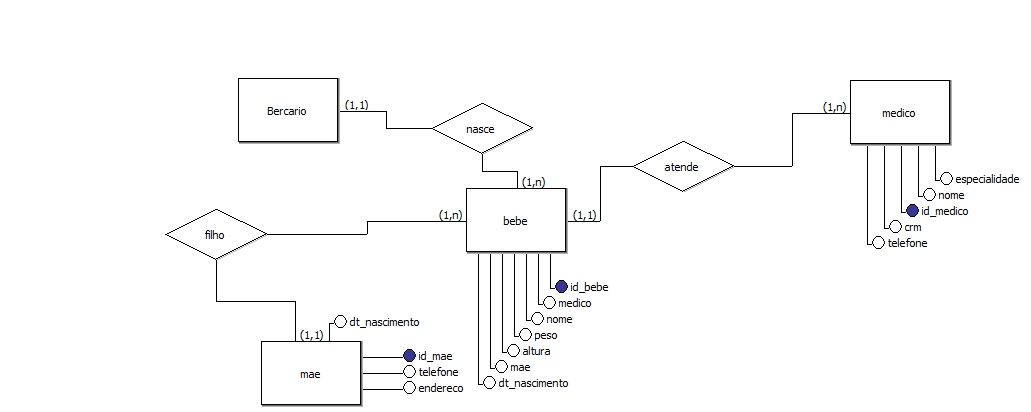 Bercario
(1,1)
nasce
(1,n)
medico
(1,n)
atende
especialidade
nome
id_medico
crm
telefone
filho
(1,n)
bebe
(1,1)
id_bebe
medico
nome
peso
altura
mae
dt_nascimento
(1,1)
dt_nascimento
mae
id_mae
telefone
endereco